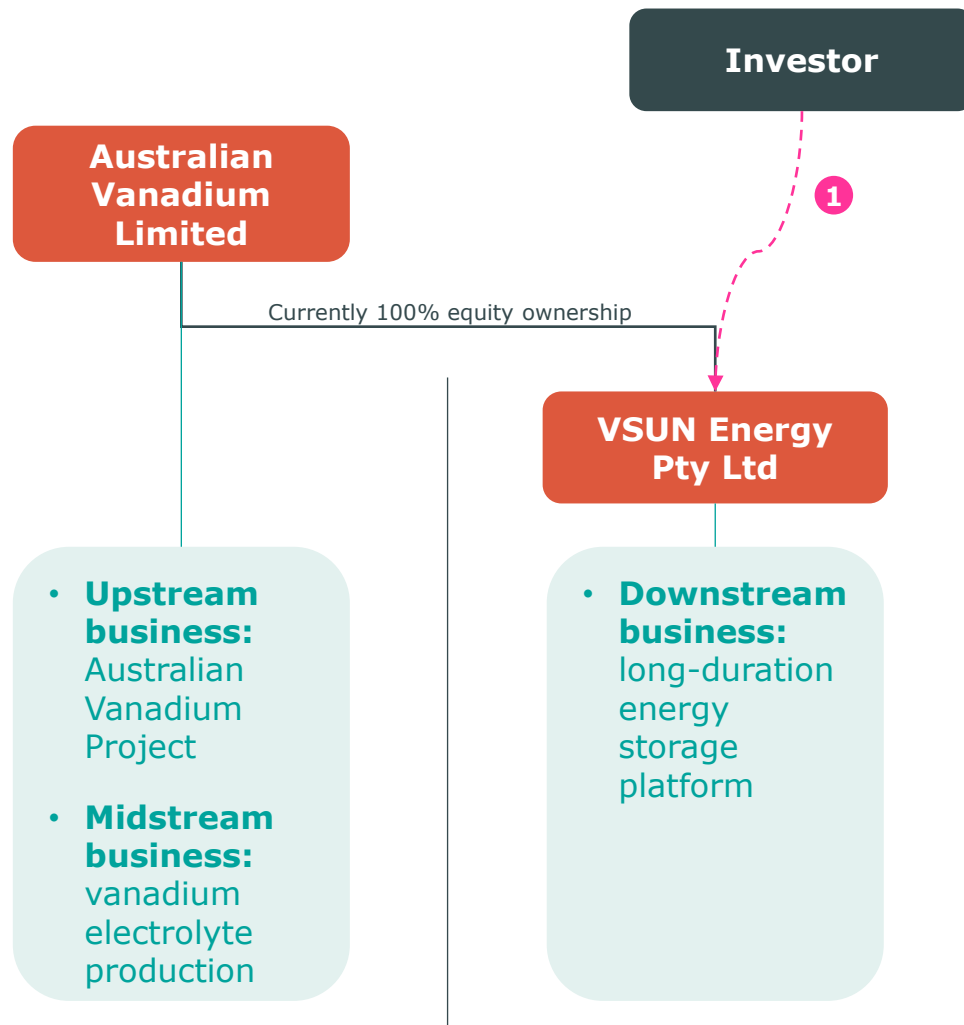 Investor
Australian
Vanadium
Limited
1
Currently 100% equity ownership
VSUN Energy
Pty Ltd
• Upstream
business:
Australian
Vanadium
Project
• Midstream
business:
vanadium
electrolyte
production
• Downstream
business:
long-duration
energy
storage
platform